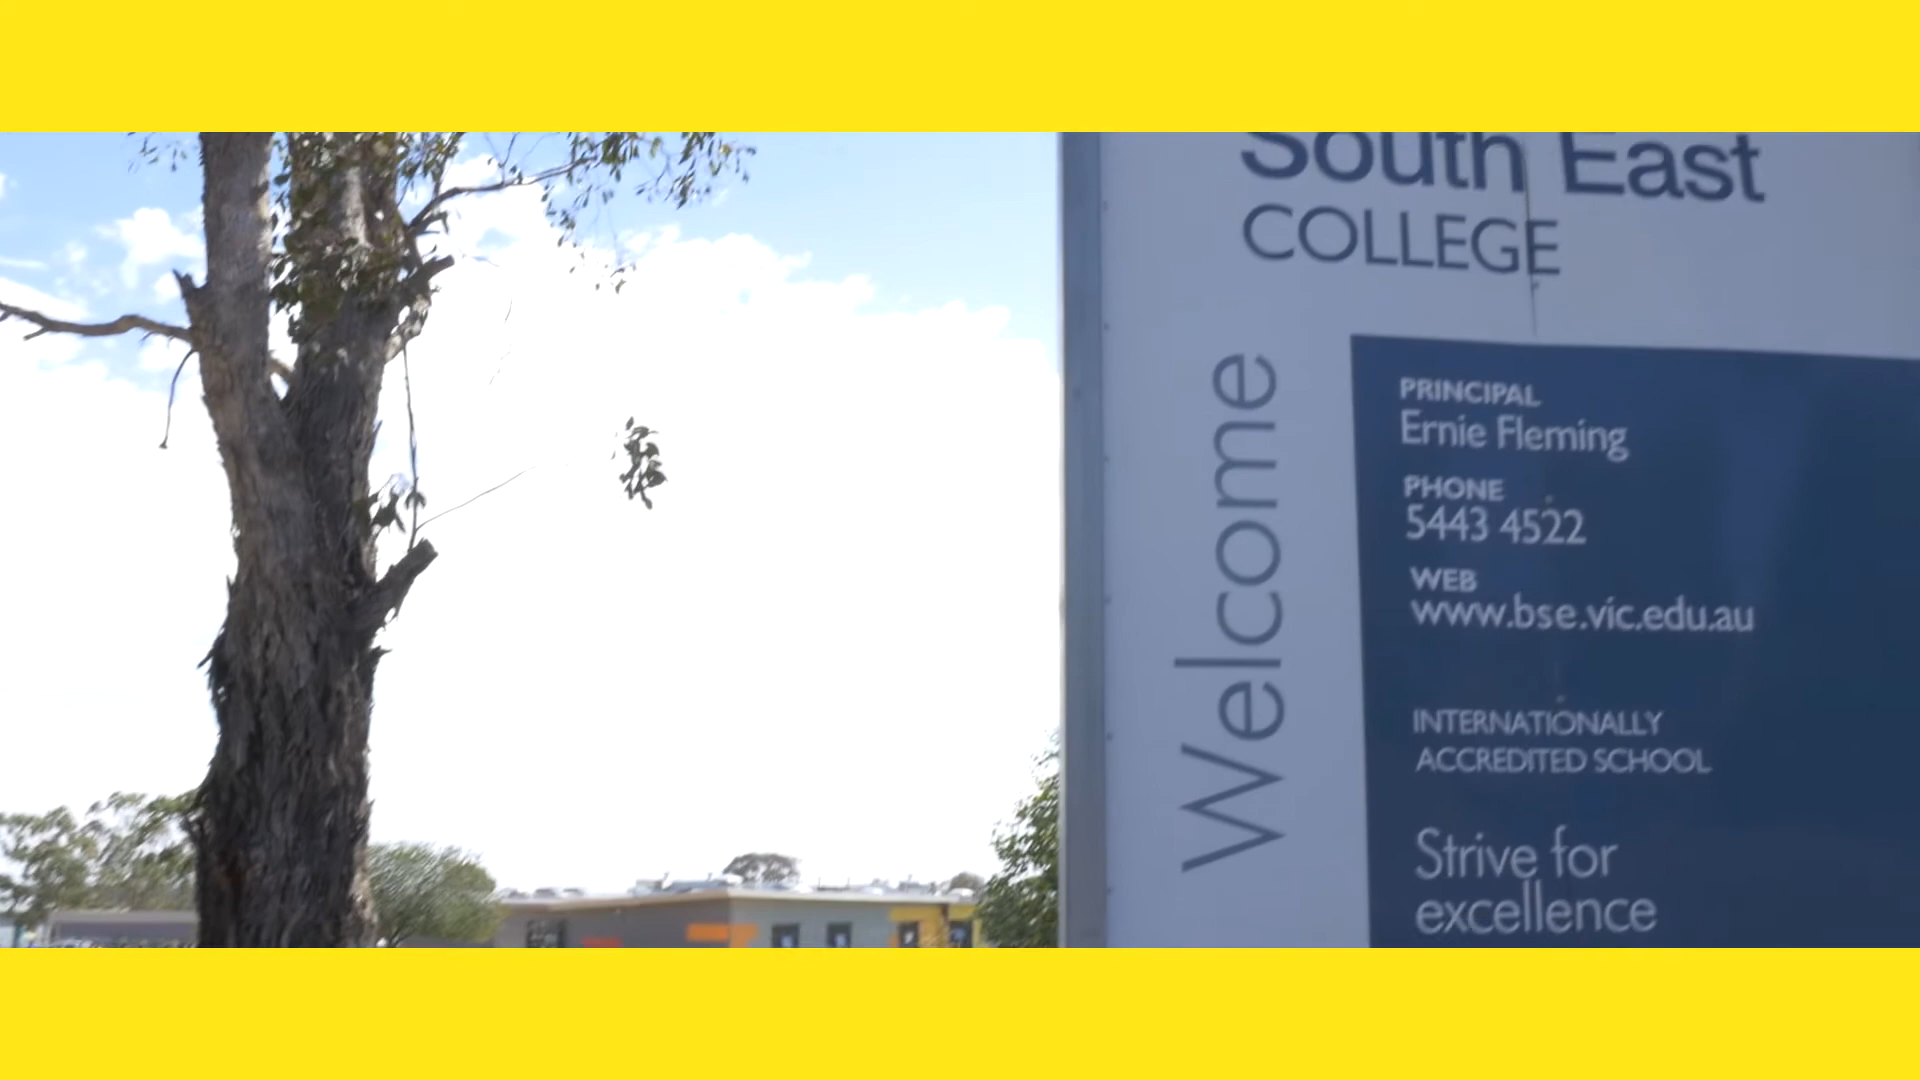 South East
COLLEGE
Welcome
PRINCIPAL
Ernie Fleming
PHONE
5443 4522
WEB
www.bse.vic.edu.au
INTERNATIONALLY
ACCREDITED SCHOOL
Strive for
excellence